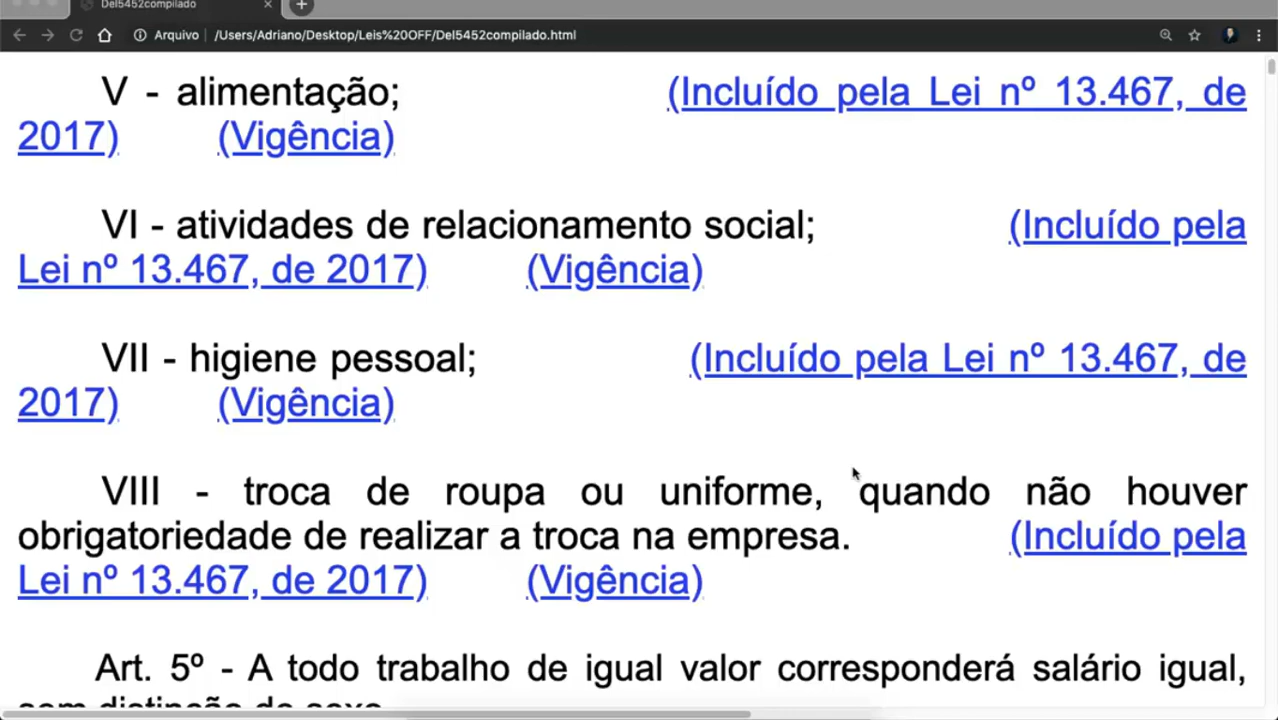 Del5452compilado
Arquivo | /Users/Adriano/Desktop/Leis%20OFF/Del5452compilado.html
V - alimentação; (Incluído pela Lei nº 13.467, de
2017) (Vigência)
VI - atividades de relacionamento social; (Incluído pela
Lei nº 13.467, de 2017) (Vigência)
VII - higiene pessoal; (Incluído pela Lei nº 13.467, de
2017) (Vigência)
VIII - troca de roupa ou uniforme, quando não houver
obrigatoriedade de realizar a troca na empresa. (Incluído pela
Lei nº 13.467, de 2017) (Vigência)
Art. 5º - A todo trabalho de igual valor corresponderá salário igual,
sem distinção de sexo.